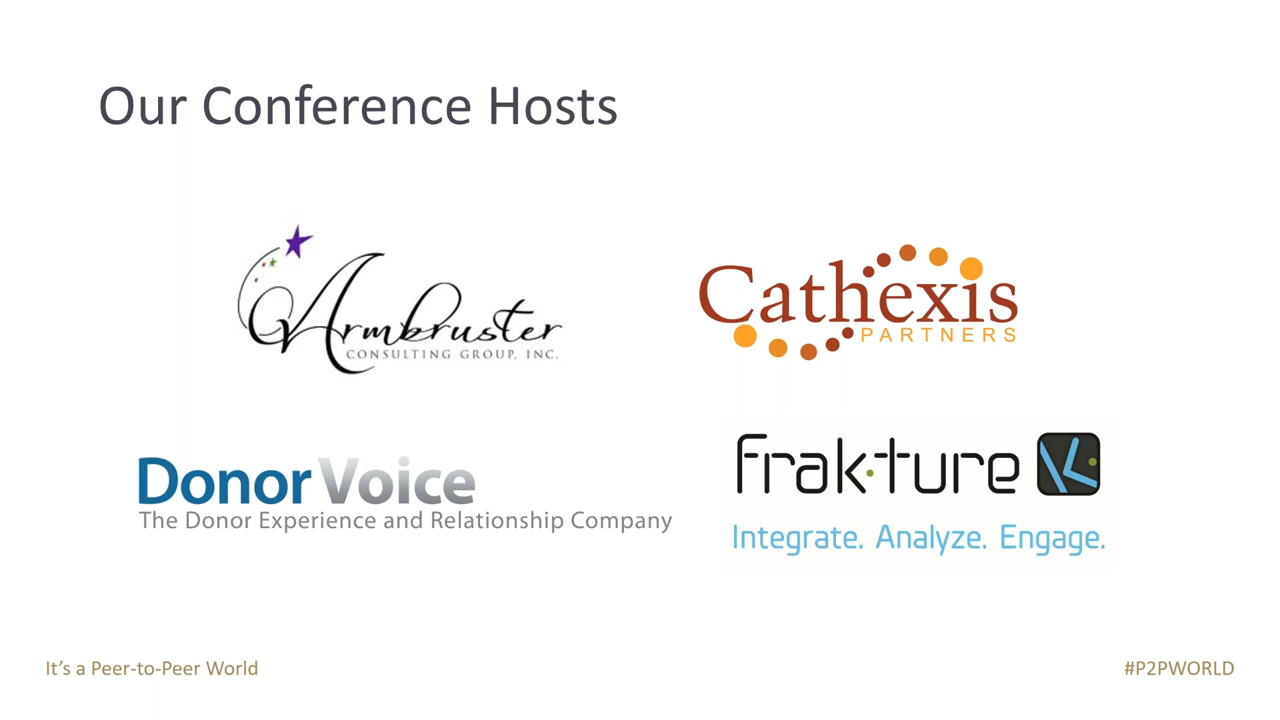 Our Conference Hosts
Armbruster
CONSULTING GROUP, INC.
Cathexis
PARTNERS
DonorVoice
The Donor Experience and Relationship Company
frak·ture
Integrate. Analyze. Engage.
It’s a Peer-to-Peer World
#P2PWORLD